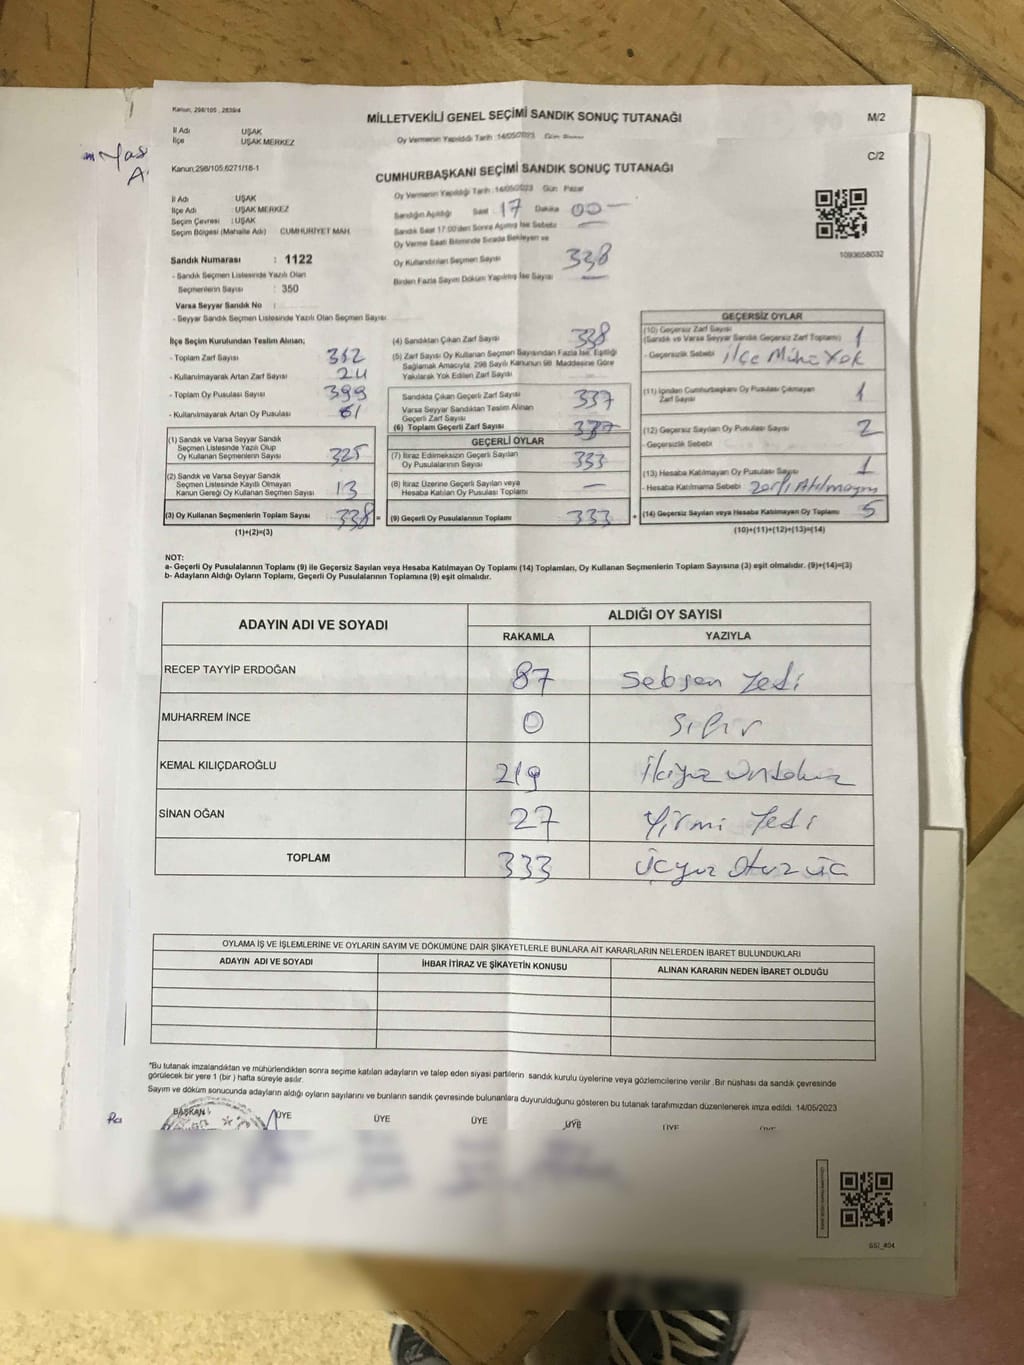 Kanun; 298/105 ; 2839/4
MİLLETVEKİLİ GENEL SEÇİMİ SANDIK SONUÇ TUTANAĞI
M/2
İl Adı UŞAK
İlçe UŞAK MERKEZ
Oy Vermenin Yapıldığı Tarih :14/05/2023 Gün
C/2
Kanun;298/105;6271/18-1
CUMHURBAŞKANI SEÇİMİ SANDIK SONUÇ TUTANAĞI
Oy Vermenin Yapıldığı Tarih :14/05/2023 Gün Pazar
İl Adı : UŞAK
İlçe Adı : UŞAK MERKEZ
Seçim Çevresi : UŞAK
Seçim Bölgesi (Mahalle Adı) CUMHURİYET MAH.
Sandığın Açıldığı Saat : 17 Dakika 00 —
Sandık Saat 17:00'den Sonra Açılmış İse Sebebi —
Oy Verme Saati Bitiminde Sırada Bekleyen ve
Oy Kullandırılan Seçmen Sayısı 338
Birden Fazla Sayım Döküm Yapılmış İse Sayısı —
1093658032
Sandık Numarası : 1122
- Sandık Seçmen Listesinde Yazılı Olan
Seçmenlerin Sayısı : 350
Varsa Seyyar Sandık No :
- Seyyar Sandık Seçmen Listesinde Yazılı Olan Seçmen Sayısı
İlçe Seçim Kurulundan Teslim Alınan;
- Toplam Zarf Sayısı
- Kullanılmayarak Artan Zarf Sayısı 24
- Toplam Oy Pusulası Sayısı 399
- Kullanılmayarak Artan Oy Pusulası 61
(1) Sandık ve Varsa Seyyar Sandık
Seçmen Listesinde Yazılı Olup
Oy Kullanan Seçmenlerin Sayısı 325
(2) Sandık ve Varsa Seyyar Sandık
Seçmen Listesinde Kayıtlı Olmayan
Kanun Gereği Oy Kullanan Seçmen Sayısı 13
(3) Oy Kullanan Seçmenlerin Toplam Sayısı 338
(1)+(2)=(3)
(4) Sandıktan Çıkan Zarf Sayısı 338
(5) Zarf Sayısı Oy Kullanan Seçmen Sayısından Fazla İse, Eşitliği
Sağlamak Amacıyla; 298 Sayılı Kanunun 98. Maddesine Göre
Yakılarak Yok Edilen Zarf Sayısı
Sandıkta Çıkan Geçerli Zarf Sayısı 337
Varsa Seyyar Sandıktan Teslim Alınan
Geçerli Zarf Sayısı
(6) Toplam Geçerli Zarf Sayısı 337
GEÇERLİ OYLAR
(7) İtiraz Edilmeksizin Geçerli Sayılan
Oy Pusulalarının Sayısı 333
(8) İtiraz Üzerine Geçerli Sayılan veya
Hesaba Katılan Oy Pusulası Toplamı —
(9) Geçerli Oy Pusulalarının Toplamı 333
GEÇERSİZ OYLAR
(10) Geçersiz Zarf Sayısı
(Sandık ve Varsa Seyyar Sandık Geçersiz Zarf Toplamı) 1
- Geçersizlik Sebebi : İlçe Mührü Yok
(11) İçinden Cumhurbaşkanı Oy Pusulası Çıkmayan
Zarf Sayısı 1
(12) Geçersiz Sayılan Oy Pusulası Sayısı 2
- Geçersizlik Sebebi
(13) Hesaba Katılmayan Oy Pusulası Sayısı 1
- Hesaba Katılmama Sebebi
(14) Geçersiz Sayılan veya Hesaba Katılmayan Oy Toplamı 5
(10)+(11)+(12)+(13)=(14)
NOT:
a- Geçerli Oy Pusulalarının Toplamı (9) ile Geçersiz Sayılan veya Hesaba Katılmayan Oy Toplamı (14) Toplamları, Oy Kullanan Seçmenlerin Toplam Sayısına (3) eşit olmalıdır. (9)+(14)=(3)
b- Adayların Aldığı Oyların Toplamı, Geçerli Oy Pusulalarının Toplamına (9) eşit olmalıdır.
ADAYIN ADI VE SOYADI
ALDIĞI OY SAYISI
RAKAMLA YAZIYLA
RECEP TAYYİP ERDOĞAN 87 Seksen Yedi
MUHARREM İNCE 0 Sıfır
KEMAL KILIÇDAROĞLU 219 İkiyüz Ondokuz
SİNAN OĞAN 27 Yirmi Yedi
TOPLAM 333 Üçyüz Otuz üç
OYLAMA İŞ VE İŞLEMLERİNE VE OYLARIN SAYIM VE DÖKÜMÜNE DAİR ŞİKAYETLERLE BUNLARA AİT KARARLARIN NELERDEN İBARET BULUNDUKLARI
ADAYIN ADI VE SOYADI İHBAR İTİRAZ VE ŞİKAYETİN KONUSU ALINAN KARARIN NEDEN İBARET OLDUĞU
*Bu tutanak imzalandıktan ve mühürlendikten sonra seçime katılan adayların ve talep eden siyasi partilerin sandık kurulu üyelerine veya gözlemcilerine verilir .Bir nüshası da sandık çevresinde
görülecek bir yere 1 (bir ) hafta süreyle asılır.
Sayım ve döküm sonucunda adayların aldığı oyların sayılarını ve bunların sandık çevresinde bulunanlara duyurulduğunu gösteren bu tutanak tarafımızdan düzenlenerek imza edildi. 14/05/2023
BAŞKAN ÜYE ÜYE ÜYE ÜYE ÜYE